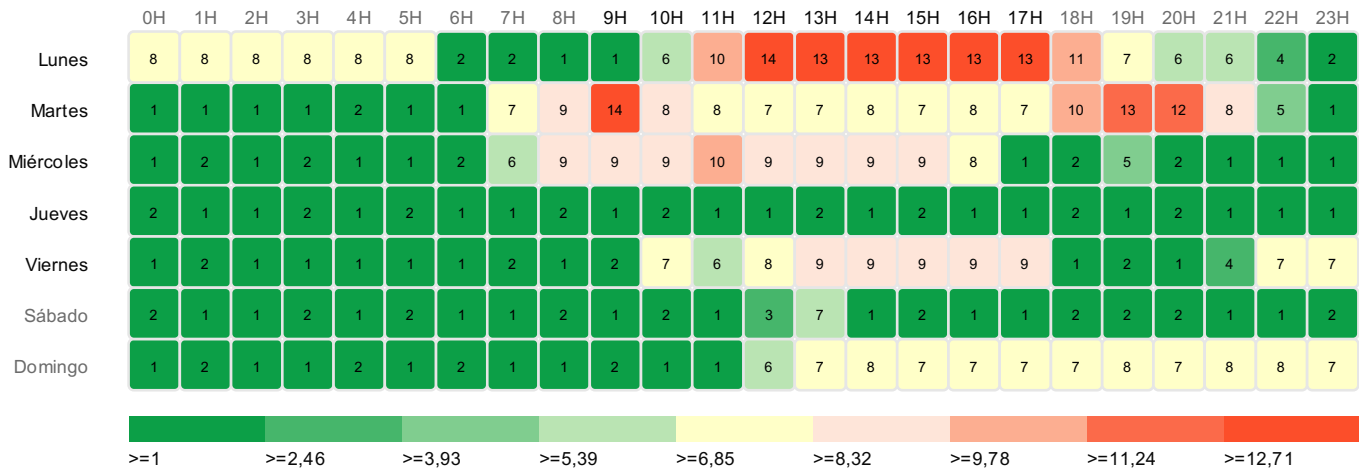 0H 1H 2H 3H 4H 5H 6H 7H 8H 9H 10H 11H 12H 13H 14H 15H 16H 17H 18H 19H 20H 21H 22H 23H
Lunes 8 8 8 8 8 8 2 2 1 1 6 10 14 13 13 13 13 13 11 7 6 6 4 2
Martes 1 1 1 1 2 1 1 7 9 14 8 8 7 7 8 7 8 7 10 13 12 8 5 1
Miércoles 1 2 1 2 1 1 2 6 9 9 9 10 9 9 9 9 8 1 2 5 2 1 1 1
Jueves 2 1 1 2 1 2 1 1 2 1 2 1 1 2 1 2 1 1 2 1 2 1 1 1
Viernes 1 2 1 1 1 1 1 2 1 2 7 6 8 9 9 9 9 9 1 2 1 4 7 7
Sábado 2 1 1 2 1 2 1 1 2 1 2 1 3 7 1 2 1 1 2 2 2 1 1 2
Domingo 1 2 1 1 2 1 2 1 1 2 1 1 6 7 8 7 7 7 7 8 7 8 8 7
>=1 >=2,46 >=3,93 >=5,39 >=6,85 >=8,32 >=9,78 >=11,24 >=12,71